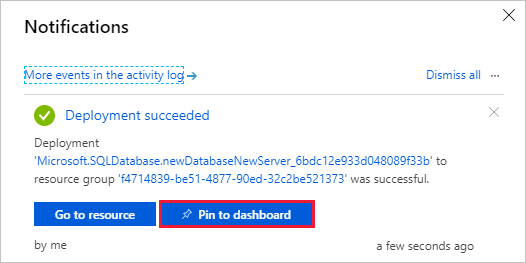 Notifications
More events in the activity log →
Dismiss all ...
Deployment succeeded
Deployment
'Microsoft.SQLDatabase.newDatabaseNewServer_6bdc12e933d048089f33b' to
resource group 'f4714839-be51-4877-90ed-32c2be521373' was successful.
Go to resource
Pin to dashboard
by me
a few seconds ago